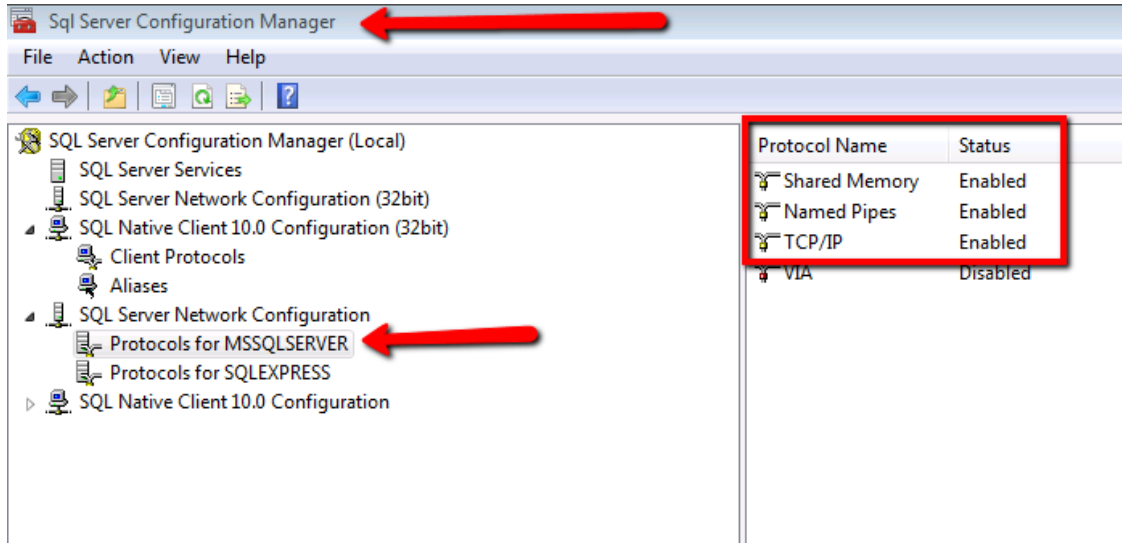 Sql Server Configuration Manager
File Action View Help
SQL Server Configuration Manager (Local)
SQL Server Services
SQL Server Network Configuration (32bit)
SQL Native Client 10.0 Configuration (32bit)
Client Protocols
Aliases
SQL Server Network Configuration
Protocols for MSSQLSERVER
Protocols for SQLEXPRESS
SQL Native Client 10.0 Configuration
Protocol Name Status
Shared Memory Enabled
Named Pipes Enabled
TCP/IP Enabled
VIA Disabled